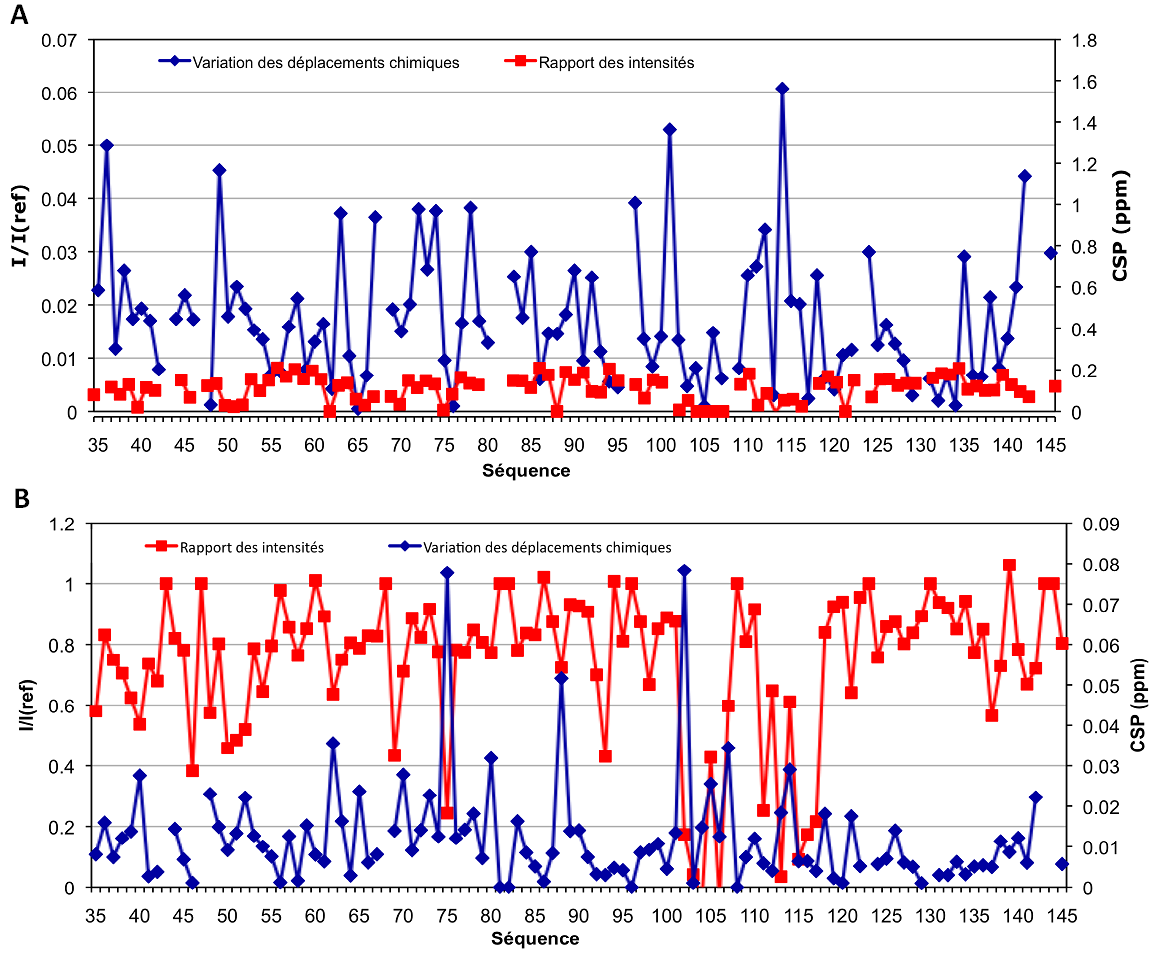 A
Variation des déplacements chimiques
Rapport des intensités
0.07
0.06
0.05
0.04
0.03
0.02
0.01
0
1.8
1.6
1.4
1.2
1
0.8
0.6
0.4
0.2
0
I/I(ref)
CSP (ppm)
35 40 45 50 55 60 65 70 75 80 85 90 95 100 105 110 115 120 125 130 135 140 145
Séquence
B
Rapport des intensités
Variation des déplacements chimiques
1.2
1
0.8
0.6
0.4
0.2
0
0.09
0.08
0.07
0.06
0.05
0.04
0.03
0.02
0.01
0
I/I(ref)
CSP (ppm)
35 40 45 50 55 60 65 70 75 80 85 90 95 100 105 110 115 120 125 130 135 140 145
Séquence